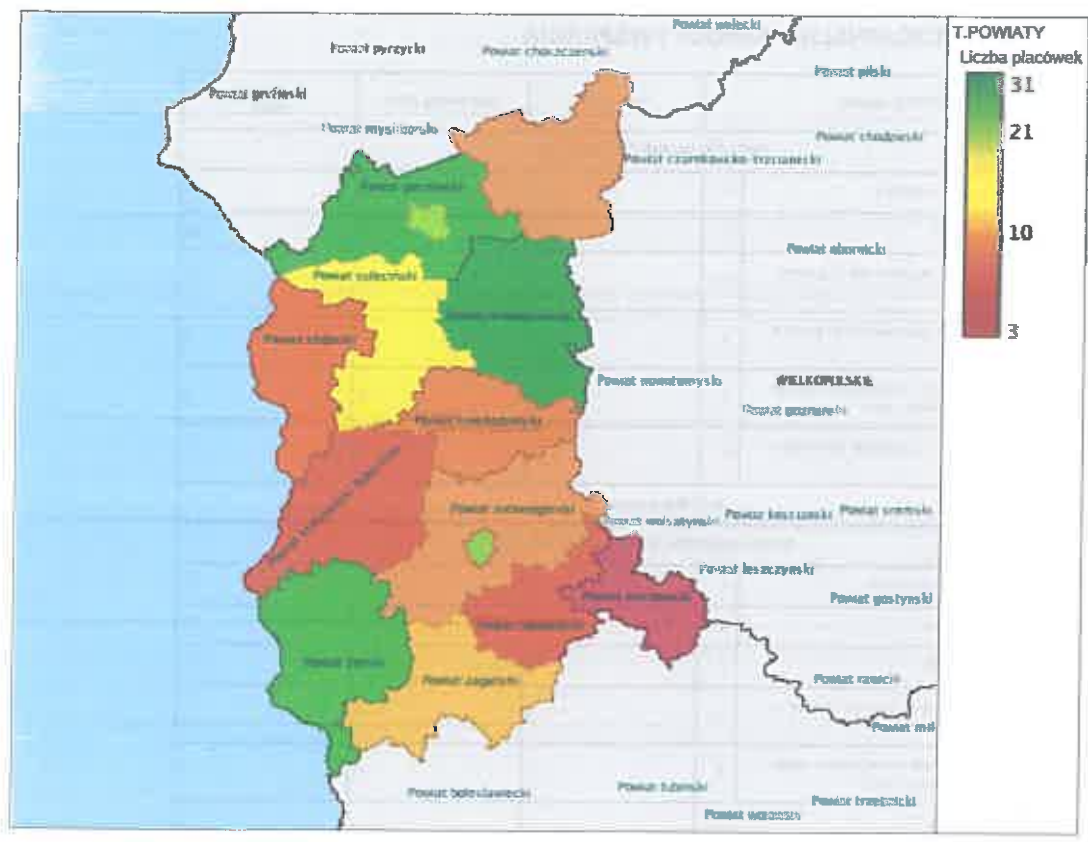 T.POWIATY
Liczba placówek
31
21
10
3
Powiat wałecki
Powiat pyrzycki
Powiat choszczeński
Powiat pilski
Powiat gryfiński
Powiat myśliborski
Powiat chodzieski
Powiat czarnkowsko-trzcianecki
Powiat gorzowski
Powiat obornicki
Powiat sulęciński
Powiat słubicki
Powiat nowotomyski
WIELKOPOLSKIE
Powiat poznański
Powiat świebodziński
Powiat zielonogórski
Powiat wolsztyński
Powiat kościański
Powiat śremski
Powiat leszczyński
Powiat gostyński
Powiat żarski
Powiat żagański
Powiat rawicki
Powiat mili
Powiat bolesławiecki
Powiat lubiński
Powiat trzebnicki
Powiat wołowski